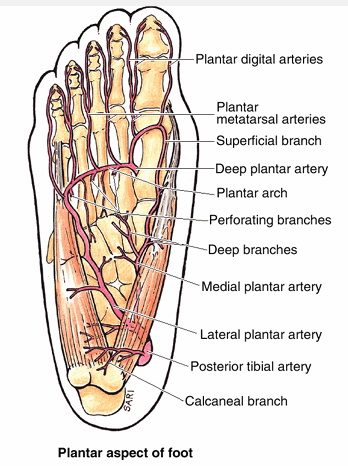 Plantar digital arteries
Plantar
metatarsal arteries
Superficial branch
Deep plantar artery
Plantar arch
Perforating branches
Deep branches
Medial plantar artery
Lateral plantar artery
Posterior tibial artery
Calcaneal branch
SARI
Plantar aspect of foot